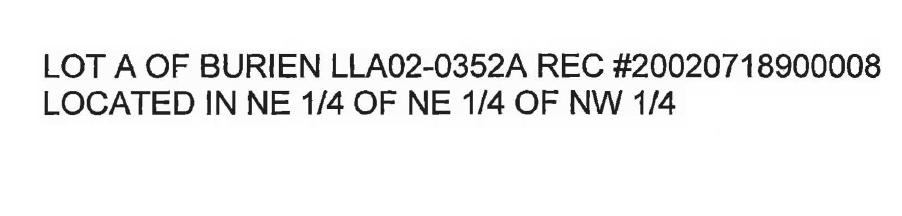 LOT A OF BURIEN LLA02-0352A REC #20020718900008
LOCATED IN NE 1/4 OF NE 1/4 OF NW 1/4